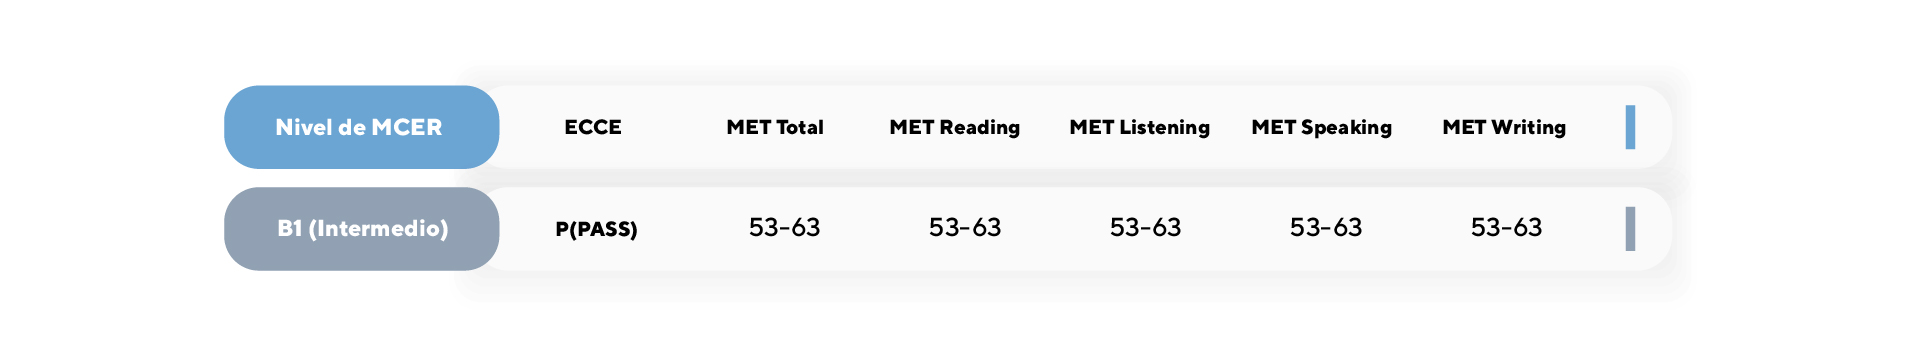 Nivel de MCER ECCE MET Total MET Reading MET Listening MET Speaking MET Writing
B1 (Intermedio) P(PASS) 53-63 53-63 53-63 53-63 53-63